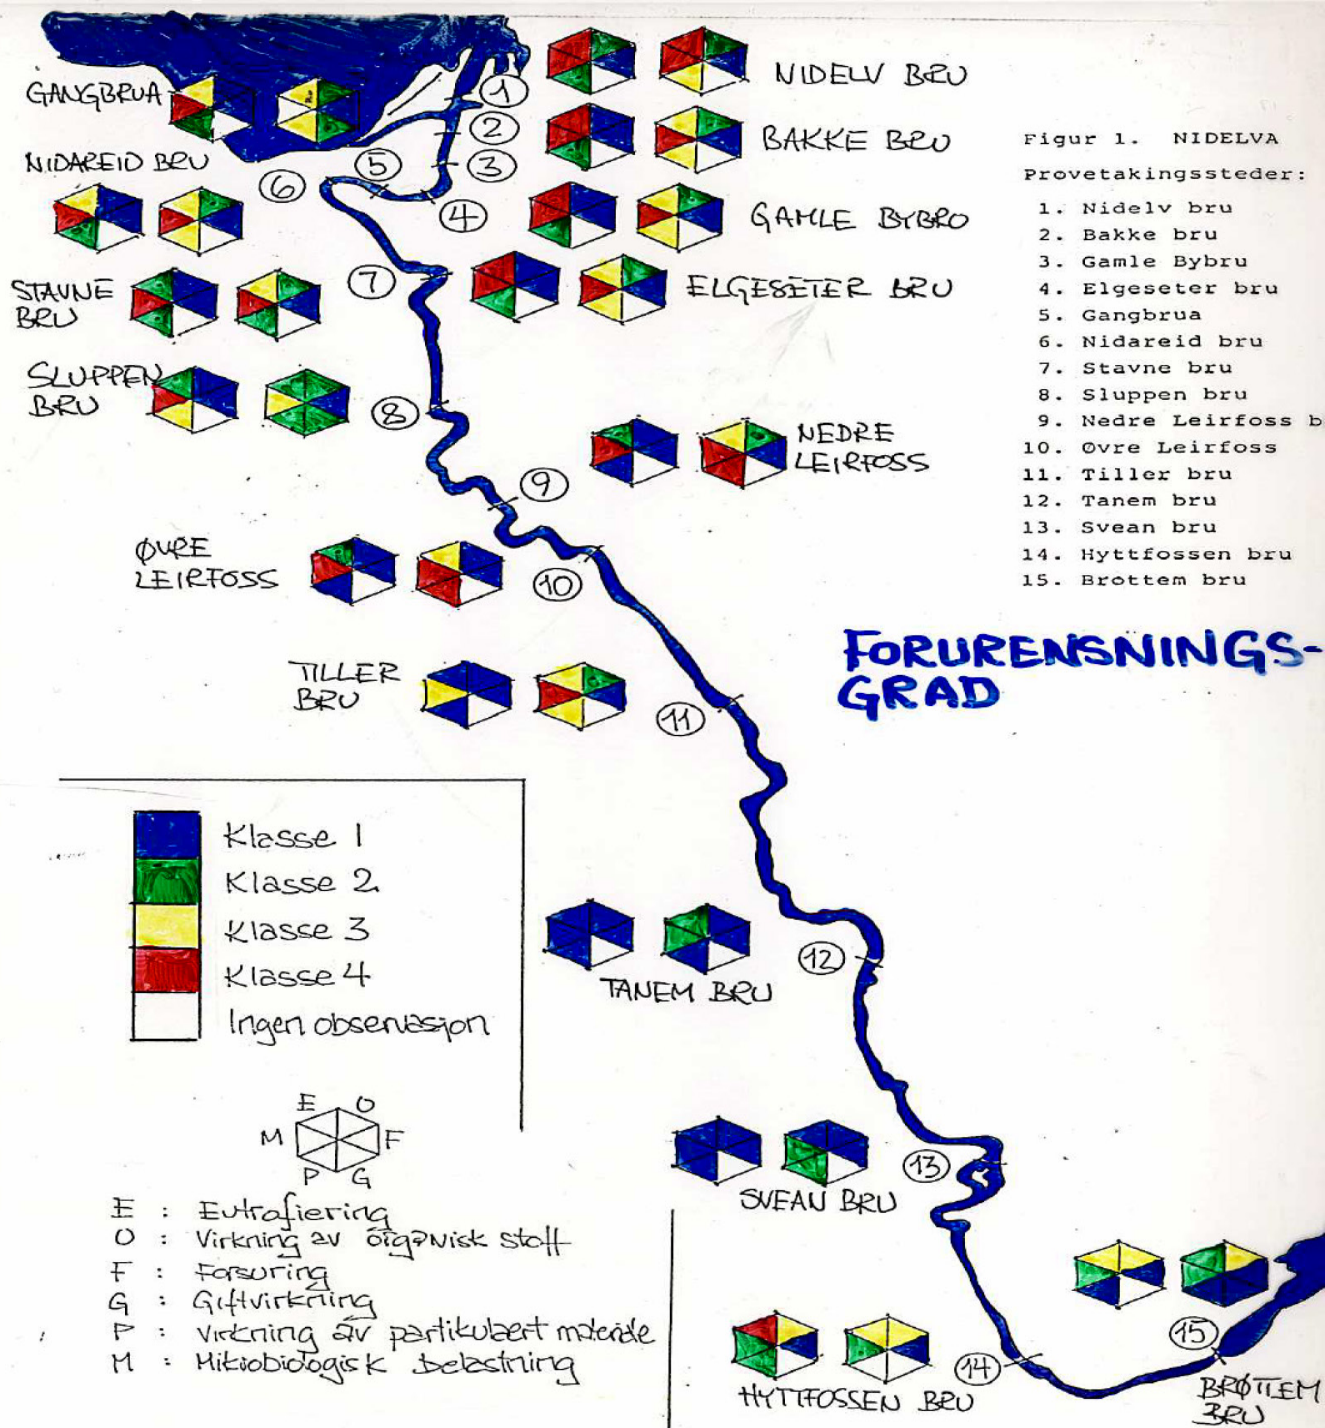 GANGBRUA
NIDAREID BRU
STAVNE
BRU
SLUPPEN
BRU
ØVRE
LEIRFOSS
TILLER
BRU
NIDELV BRU
BAKKE BRU
GAMLE BYBRO
ELGESETER BRU
NEDRE
LEIRFOSS
1
2
3
4
5
6
7
8
9
10
11
12
13
14
15
Figur 1. NIDELVA
Prøvetakingssteder:
1. Nidelv bru
2. Bakke bru
3. Gamle Bybru
4. Elgeseter bru
5. Gangbrua
6. Nidareid bru
7. Stavne bru
8. Sluppen bru
9. Nedre Leirfoss b
10. Øvre Leirfoss
11. Tiller bru
12. Tanem bru
13. Svean bru
14. Hyttfossen bru
15. Brøttem bru
FORURENSNINGS-
GRAD
Klasse 1
Klasse 2
Klasse 3
Klasse 4
Ingen observasjon
TANEM BRU
SVEAN BRU
HYTTFOSSEN BRU
BRØTTEM
BRU
E O
M F
P G
E : Eutrofiering
O : Virkning av organisk stoff
F : Forsuring
G : Giftvirkning
P : Virkning av partikulært materiale
M : Mikrobiologisk belastning